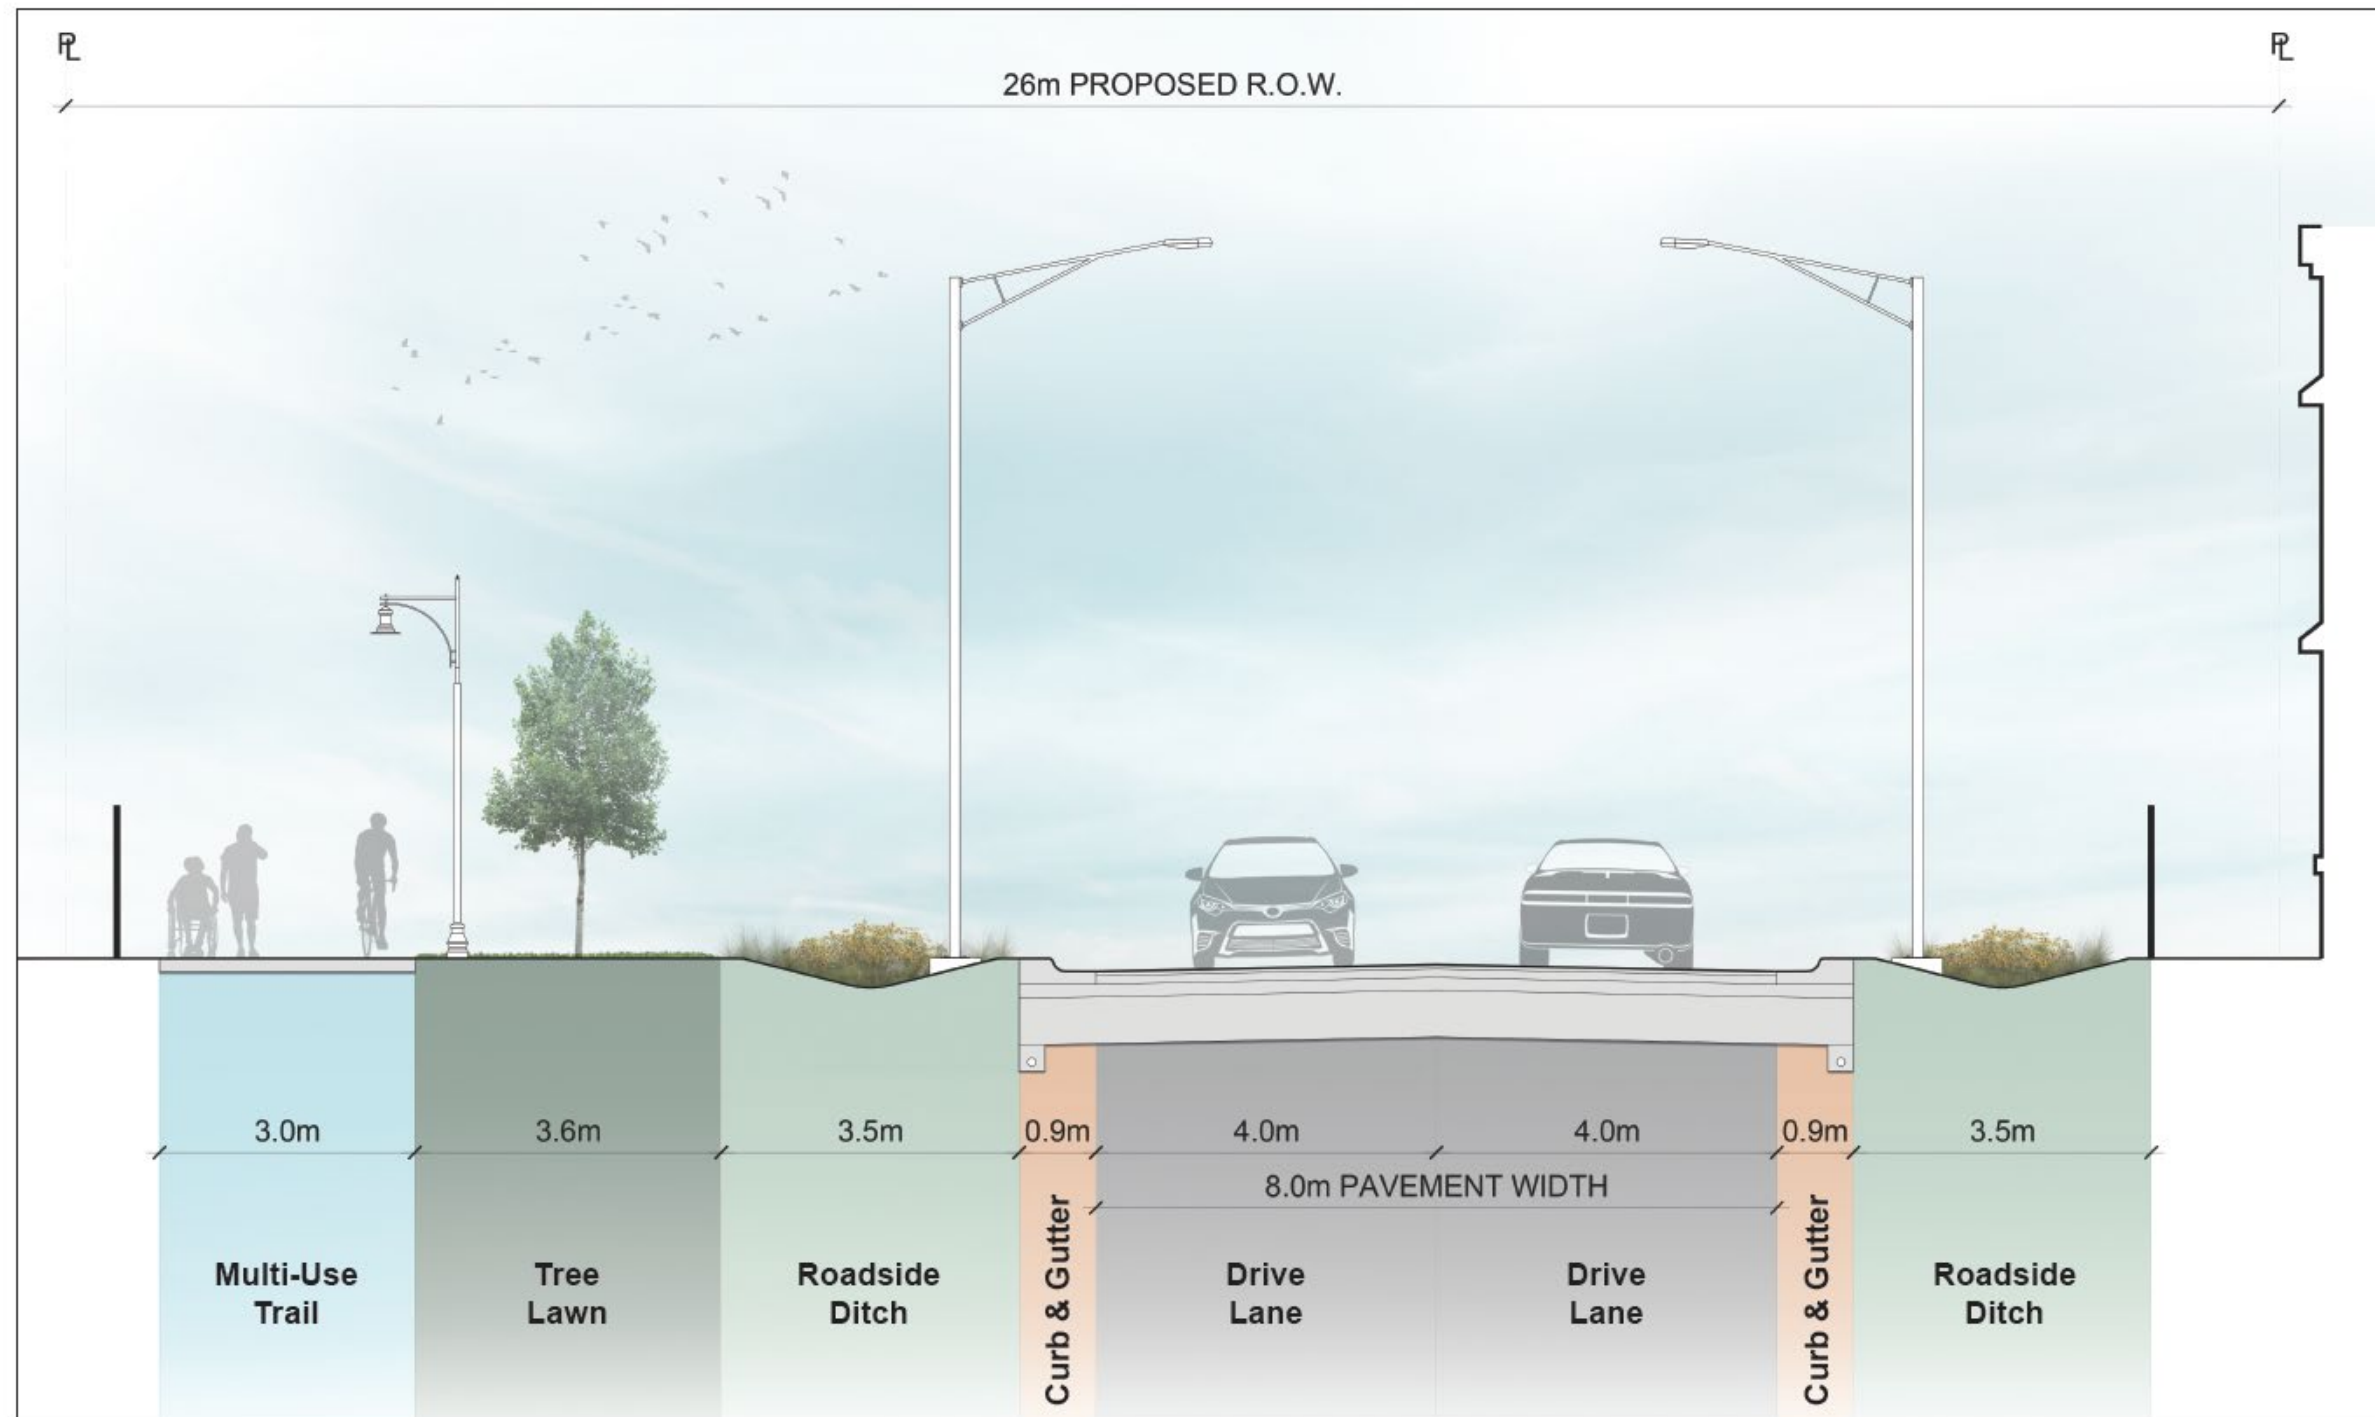 PL
PL
26m PROPOSED R.O.W.
3.0m
3.6m
3.5m
0.9m
4.0m
4.0m
0.9m
3.5m
8.0m PAVEMENT WIDTH
Multi-Use
Trail
Tree
Lawn
Roadside
Ditch
Curb & Gutter
Drive
Lane
Drive
Lane
Curb & Gutter
Roadside
Ditch